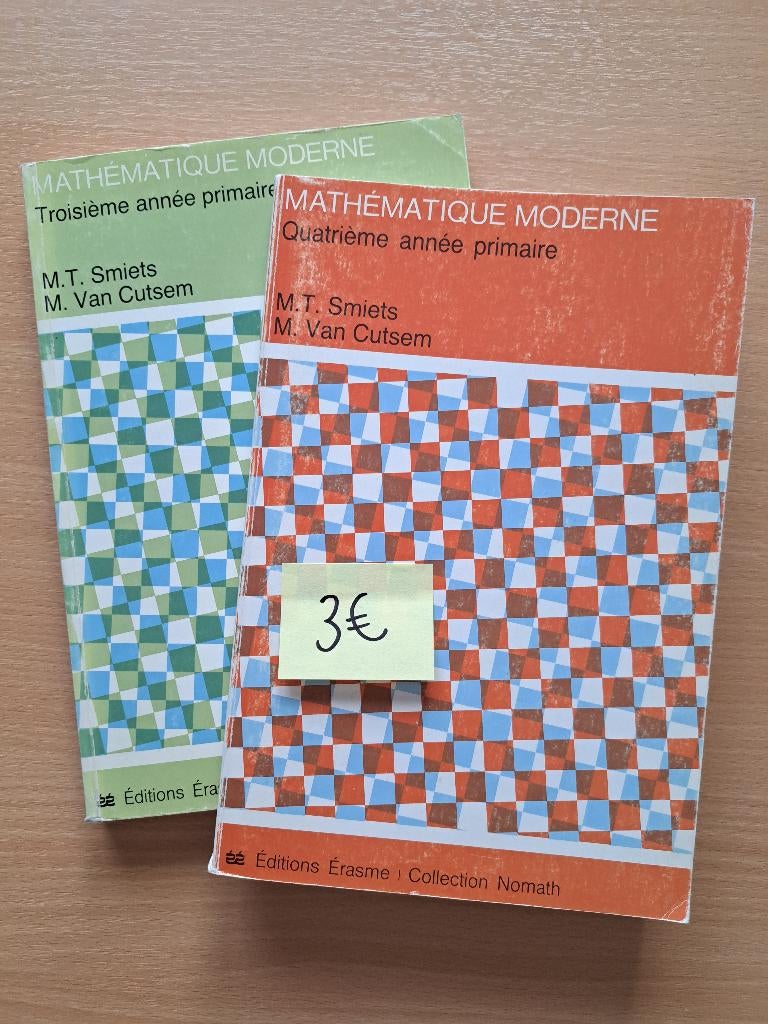 MATHÉMATIQUE MODERNE
Troisième année primaire
M.T. Smiets
M. Van Cutsem
Éditions
MATHÉMATIQUE MODERNE
Quatrième année primaire
M.T. Smiets
M. Van Cutsem
3€
éé Éditions Érasme | Collection Nomath